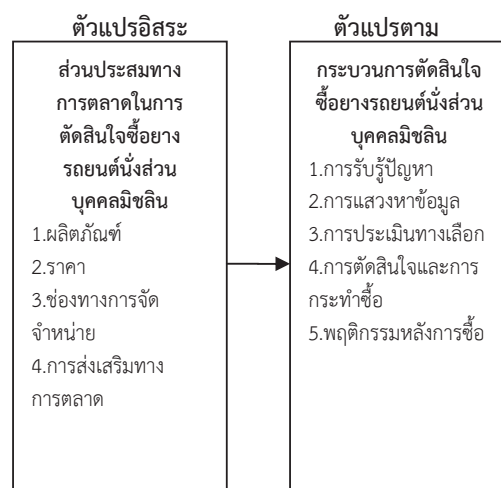 ตัวแปรอิสระ
ส่วนประสมทาง
การตลาดในการ
ตัดสินใจซื้อยาง
รถยนต์นั่งส่วน
บุคคลมิชลิน
1.ผลิตภัณฑ์
2.ราคา
3.ช่องทางการจัด
จำหน่าย
4.การส่งเสริมทาง
การตลาด
ตัวแปรตาม
กระบวนการตัดสินใจ
ซื้อยางรถยนต์นั่งส่วน
บุคคลมิชลิน
1.การรับรู้ปัญหา
2.การแสวงหาข้อมูล
3.การประเมินทางเลือก
4.การตัดสินใจและการ
กระทำซื้อ
5.พฤติกรรมหลังการซื้อ